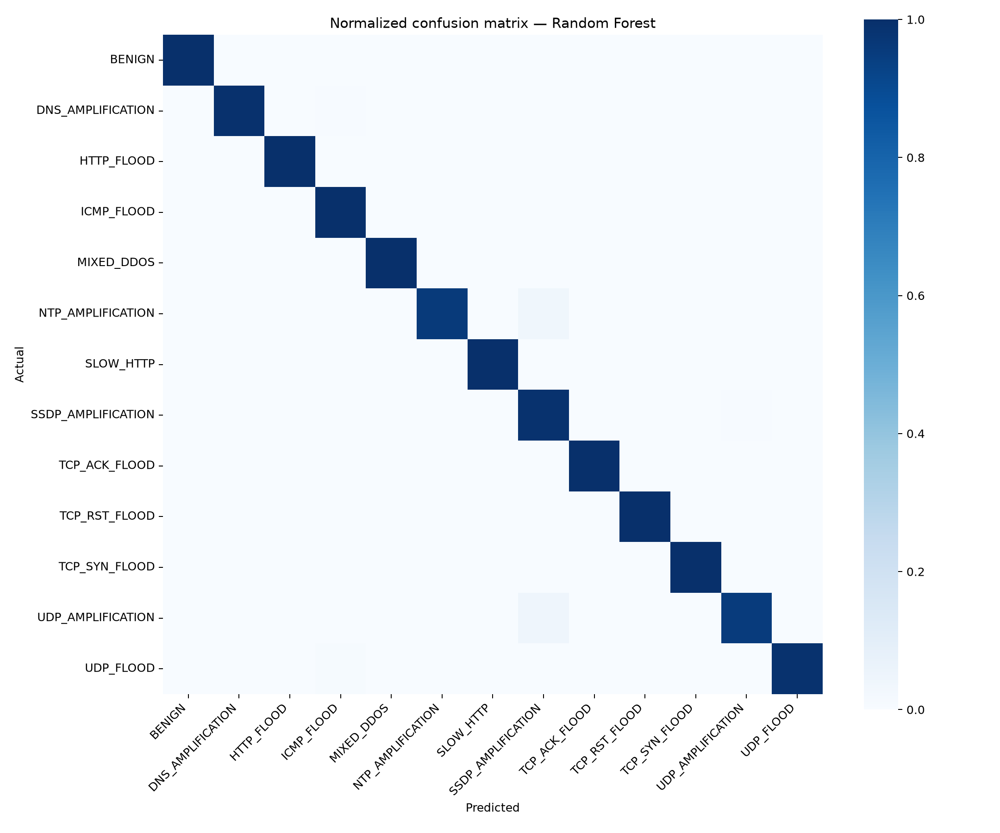 Normalized confusion matrix — Random Forest
BENIGN
DNS_AMPLIFICATION
HTTP_FLOOD
ICMP_FLOOD
MIXED_DDOS
NTP_AMPLIFICATION
SLOW_HTTP
SSDP_AMPLIFICATION
TCP_ACK_FLOOD
TCP_RST_FLOOD
TCP_SYN_FLOOD
UDP_AMPLIFICATION
UDP_FLOOD
Actual
BENIGN
DNS_AMPLIFICATION
HTTP_FLOOD
ICMP_FLOOD
MIXED_DDOS
NTP_AMPLIFICATION
SLOW_HTTP
SSDP_AMPLIFICATION
TCP_ACK_FLOOD
TCP_RST_FLOOD
TCP_SYN_FLOOD
UDP_AMPLIFICATION
UDP_FLOOD
Predicted
1.0
0.8
0.6
0.4
0.2
0.0